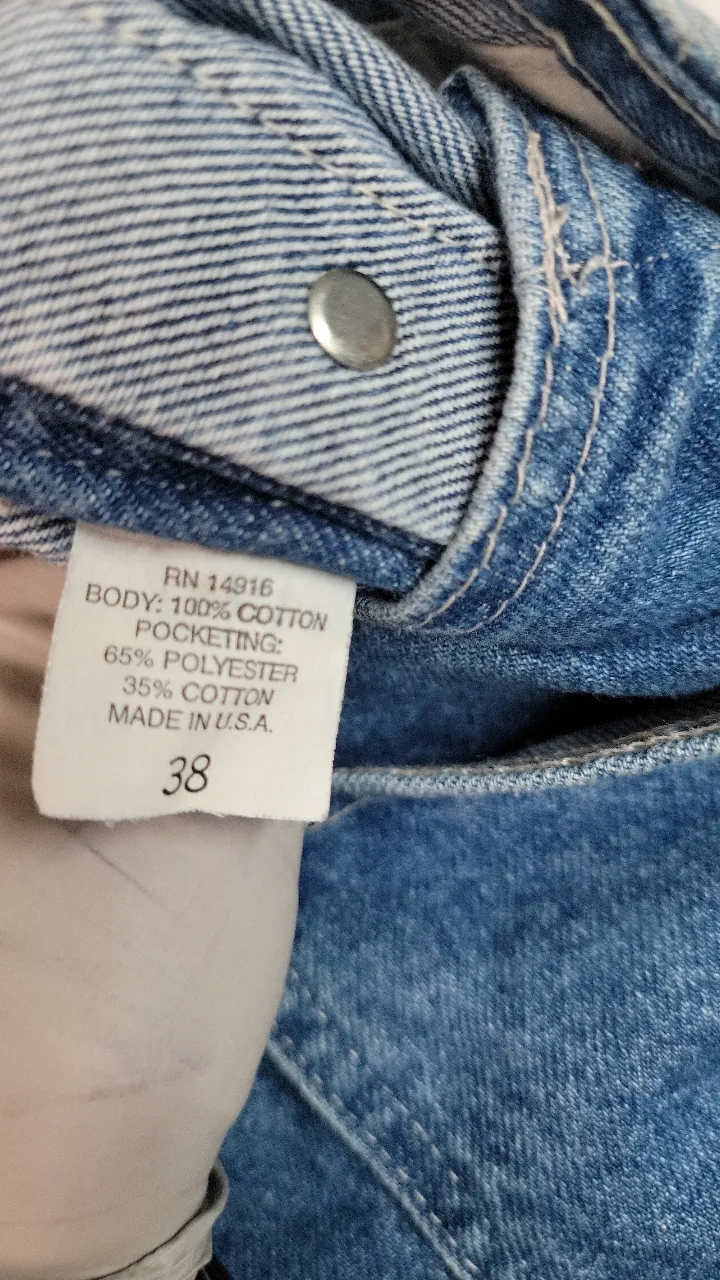 RN 14916
BODY: 100% COTTON
POCKETING:
65% POLYESTER
35% COTTON
MADE IN U.S.A.
38